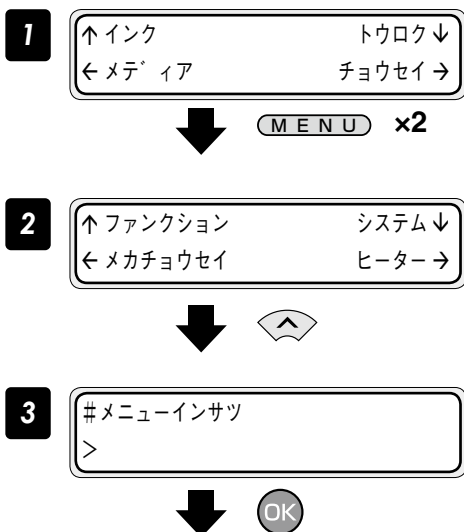 1
↑インク トウロク↓
←メディア チョウセイ→
MENU ×2
2
↑ファンクション システム↓
←メカチョウセイ ヒーター→
3
#メニューインサツ
>
OK